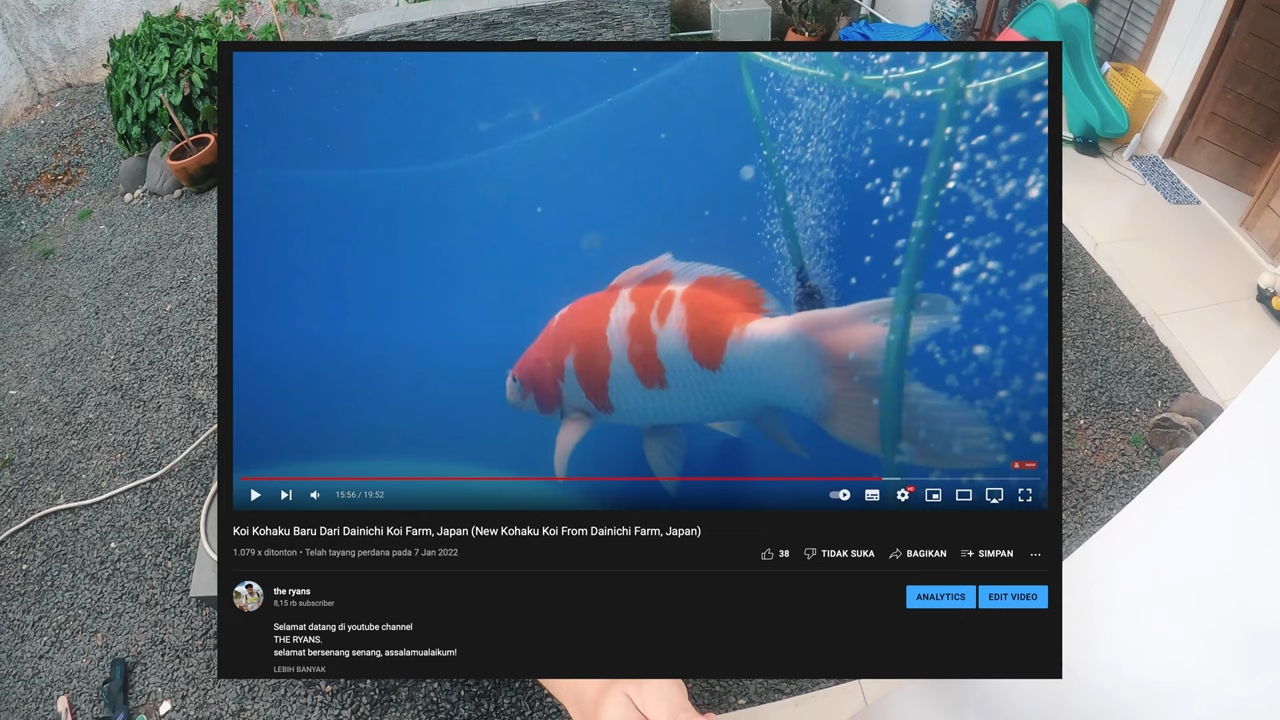 15:56 / 19:52
HD
Koi Kohaku Baru Dari Dainichi Koi Farm, Japan (New Kohaku Koi From Dainichi Farm, Japan)
1.079 x ditonton • Telah tayang perdana pada 7 Jan 2022
38 TIDAK SUKA BAGIKAN SIMPAN ...
the ryans
8,15 rb subscriber
ANALYTICS EDIT VIDEO
Selamat datang di youtube channel
THE RYANS.
selamat bersenang senang, assalamualaikum!
LEBIH BANYAK